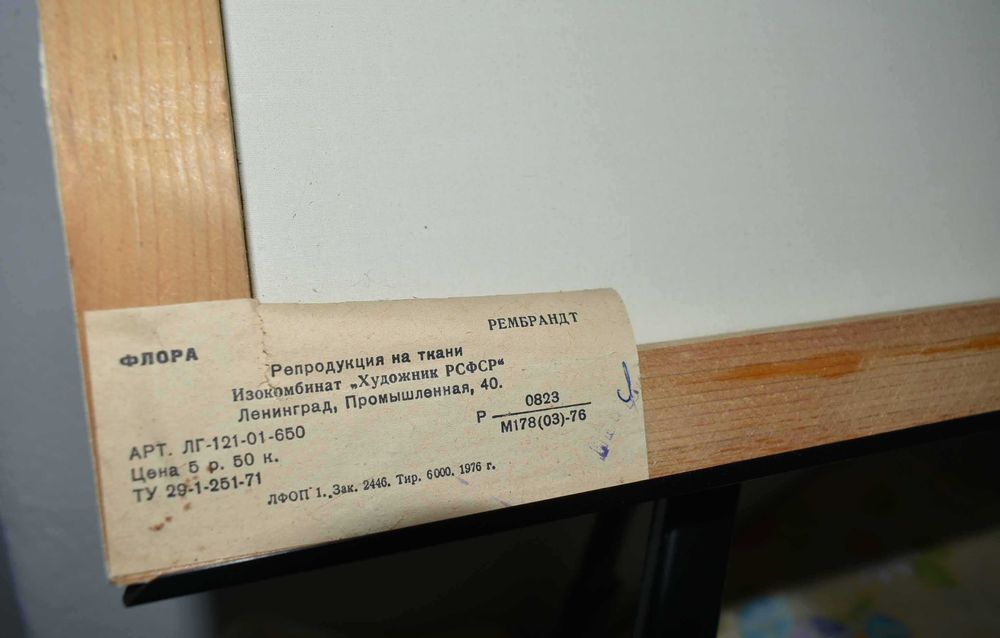 РЕМБРАНДТ
ФЛОРА
Репродукция на ткани
Изокомбинат „Художник РСФСР“
Ленинград, Промышленная, 40.
АРТ. ЛГ-121-01-650
Цена 5 р. 50 к.
ТУ 29-1-251-71
Р 0823
М178(03)-76
ЛФОП 1. Зак. 2446. Тир. 6000. 1976 г.